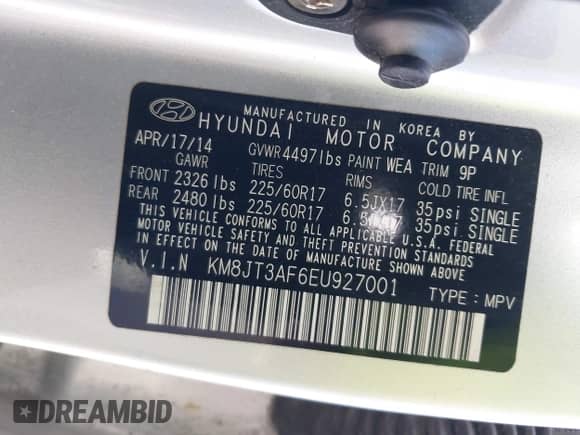 MANUFACTURED IN KOREA BY
HYUNDAI MOTOR COMPANY
APR/17/14 GVWR 4497lbs PAINT WEA TRIM 9P
GAWR TIRES RIMS COLD TIRE INFL
FRONT 2326 lbs 225/60R17 6.5JX17 35psi SINGLE
REAR 2480 lbs 225/60R17 6.5JX17 35psi SINGLE
THIS VEHICLE CONFORMS TO ALL APPLICABLE U.S.A. FEDERAL
MOTOR VEHICLE SAFETY AND THEFT PREVENTION STANDARDS
IN EFFECT ON THE DATE OF MANUFACTURE SHOWN ABOVE
V.I.N KM8JT3AF6EU927001 TYPE: MPV
DREAMBID